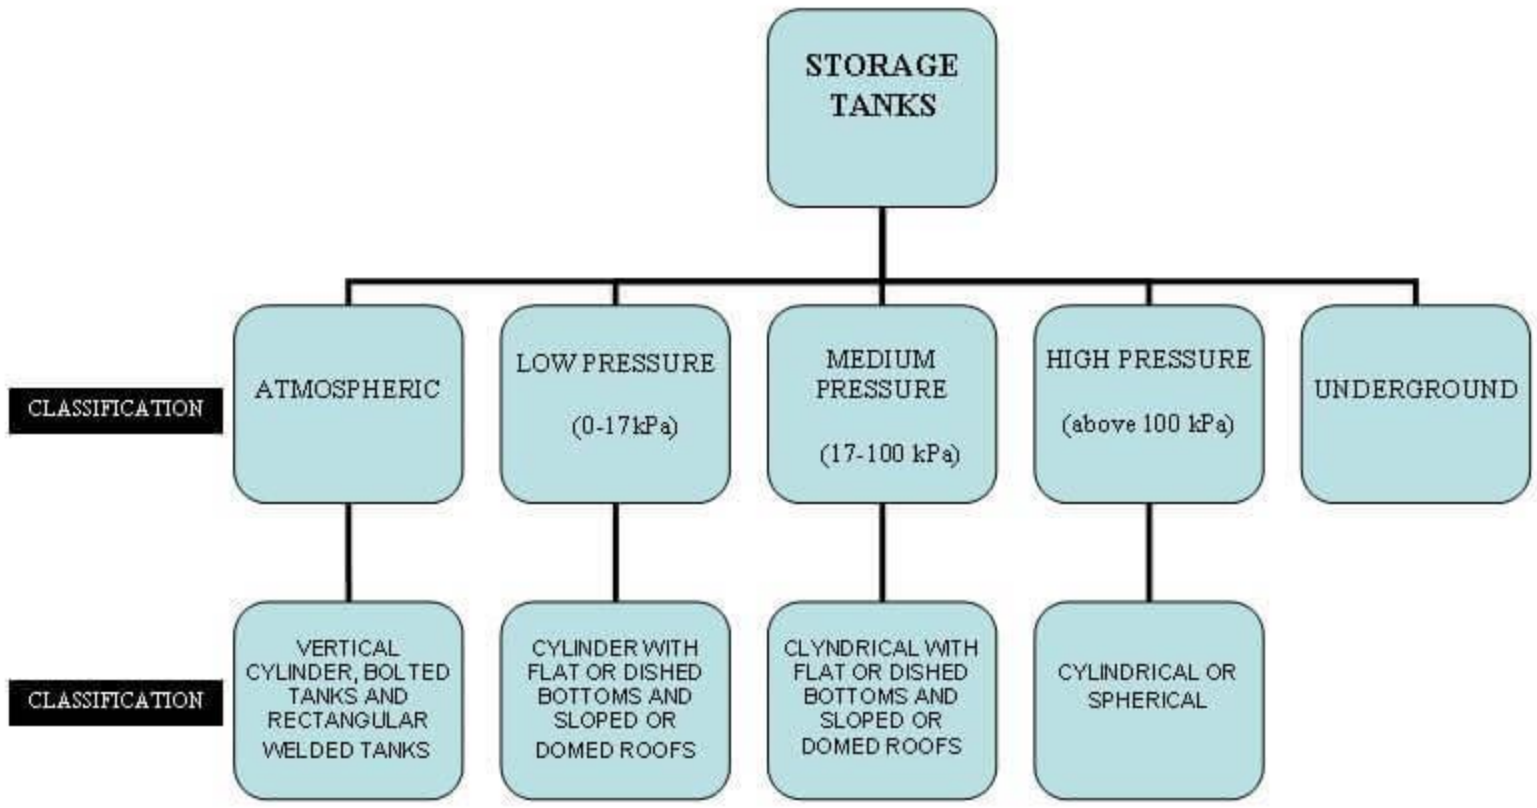 STORAGE
TANKS
CLASSIFICATION
ATMOSPHERIC
LOW PRESSURE
(0-17kPa)
MEDIUM
PRESSURE
(17-100 kPa)
HIGH PRESSURE
(above 100 kPa)
UNDERGROUND
CLASSIFICATION
VERTICAL
CYLINDER, BOLTED
TANKS AND
RECTANGULAR
WELDED TANKS
CYLINDER WITH
FLAT OR DISHED
BOTTOMS AND
SLOPED OR
DOMED ROOFS
CLYNDRICAL WITH
FLAT OR DISHED
BOTTOMS AND
SLOPED OR
DOMED ROOFS
CYLINDRICAL OR
SPHERICAL